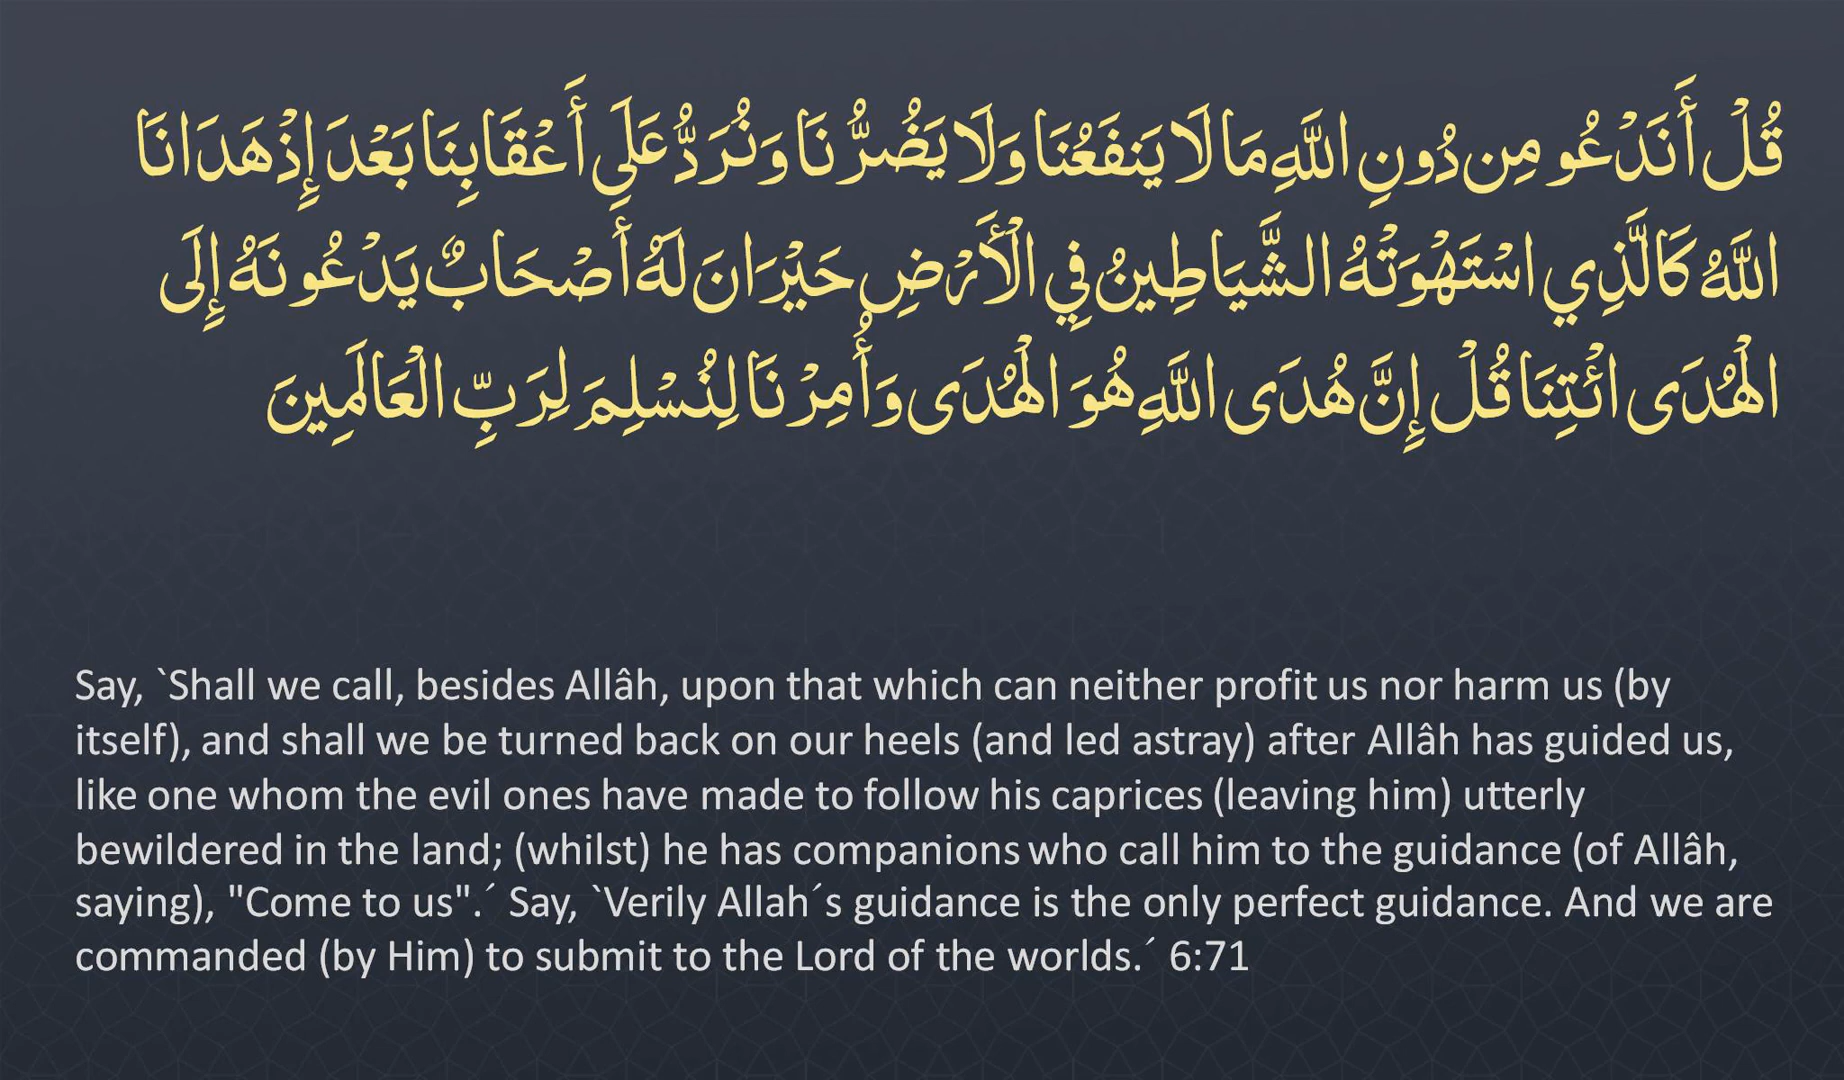 قُلْ أَنَدْعُو مِن دُونِ اللَّهِ مَا لَا يَنفَعُنَا وَلَا يَضُرُّنَا وَنُرَدُّ عَلَى أَعْقَابِنَا بَعْدَ إِذْ هَدَانَا
اللَّهُ كَالَّذِي اسْتَهْوَتْهُ الشَّيَاطِينُ فِي الْأَرْضِ حَيْرَانَ لَهُ أَصْحَابٌ يَدْعُونَهُ إِلَى
الْهُدَى ائْتِنَا قُلْ إِنَّ هُدَى اللَّهِ هُوَ الْهُدَى وَأُمِرْنَا لِنُسْلِمَ لِرَبِّ الْعَالَمِينَ
Say, `Shall we call, besides Allâh, upon that which can neither profit us nor harm us (by
itself), and shall we be turned back on our heels (and led astray) after Allâh has guided us,
like one whom the evil ones have made to follow his caprices (leaving him) utterly
bewildered in the land; (whilst) he has companions who call him to the guidance (of Allâh,
saying), "Come to us".´ Say, `Verily Allah´s guidance is the only perfect guidance. And we are
commanded (by Him) to submit to the Lord of the worlds.´ 6:71